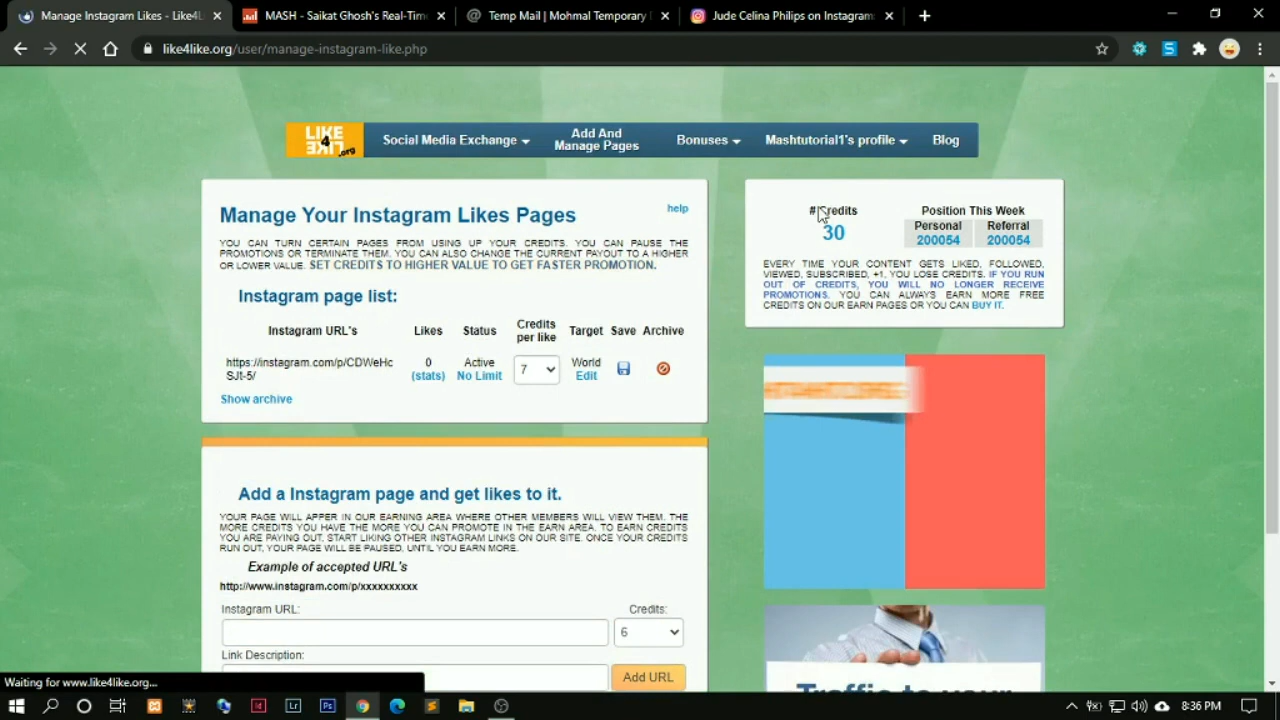 Manage Instagram Likes - Like4L
MASH - Saikat Ghosh's Real-Time
Temp Mail | Mohmal Temporary
Jude Celina Philips on Instagram
like4like.org/user/manage-instagram-like.php
LIKE 4 LIKE .org
Social Media Exchange
Add And
Manage Pages
Bonuses
Mashtutorial1's profile
Blog
Manage Your Instagram Likes Pages
help
YOU CAN TURN CERTAIN PAGES FROM USING UP YOUR CREDITS. YOU CAN PAUSE THE
PROMOTIONS OR TERMINATE THEM. YOU CAN ALSO CHANGE THE CURRENT PAYOUT TO A HIGHER
OR LOWER VALUE. SET CREDITS TO HIGHER VALUE TO GET FASTER PROMOTION.
Instagram page list:
Instagram URL's Likes Status Credits per like Target Save Archive
https://instagram.com/p/CDWeHc
SJt-5/
0
(stats)
Active
No Limit
7
World
Edit
Show archive
# Credits
30
Position This Week
Personal Referral
200054 200054
EVERY TIME YOUR CONTENT GETS LIKED, FOLLOWED,
VIEWED, SUBSCRIBED, +1, YOU LOSE CREDITS. IF YOU RUN
OUT OF CREDITS, YOU WILL NO LONGER RECEIVE
PROMOTIONS. YOU CAN ALWAYS EARN MORE FREE
CREDITS ON OUR EARN PAGES OR YOU CAN BUY IT.
Add a Instagram page and get likes to it.
YOUR PAGE WILL APPER IN OUR EARNING AREA WHERE OTHER MEMBERS WILL VIEW THEM. THE
MORE CREDITS YOU HAVE THE MORE YOU CAN PROMOTE IN THE EARN AREA. TO EARN CREDITS
YOU ARE PAYING OUT, START LIKING OTHER INSTAGRAM LINKS ON OUR SITE. ONCE YOUR CREDITS
RUN OUT, YOUR PAGE WILL BE PAUSED, UNTIL YOU EARN MORE.
Example of accepted URL's
http://www.instagram.com/p/xxxxxxxxxx
Instagram URL:
Credits:
6
Link Description:
Add URL
Traffic to your
Waiting for www.like4like.org...
8:36 PM